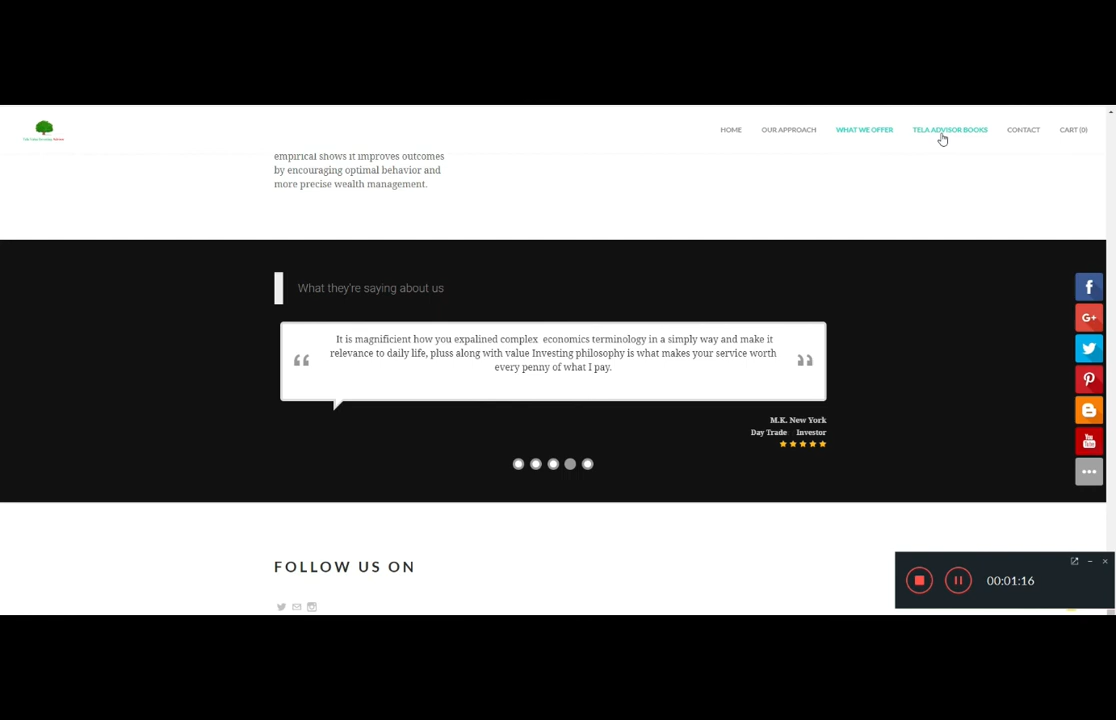 HOME OUR APPROACH WHAT WE OFFER TELA ADVISOR BOOKS CONTACT CART (0)
empirical shows it improves outcomes
by encouraging optimal behavior and
more precise wealth management.
What they're saying about us
It is magnificient how you expalined complex economics terminology in a simply way and make it
relevance to daily life, pluss along with value Investing philosophy is what makes your service worth
every penny of what I pay.
M.K. New York
Day Trade Investor
FOLLOW US ON
G+
You Tube
00:01:16